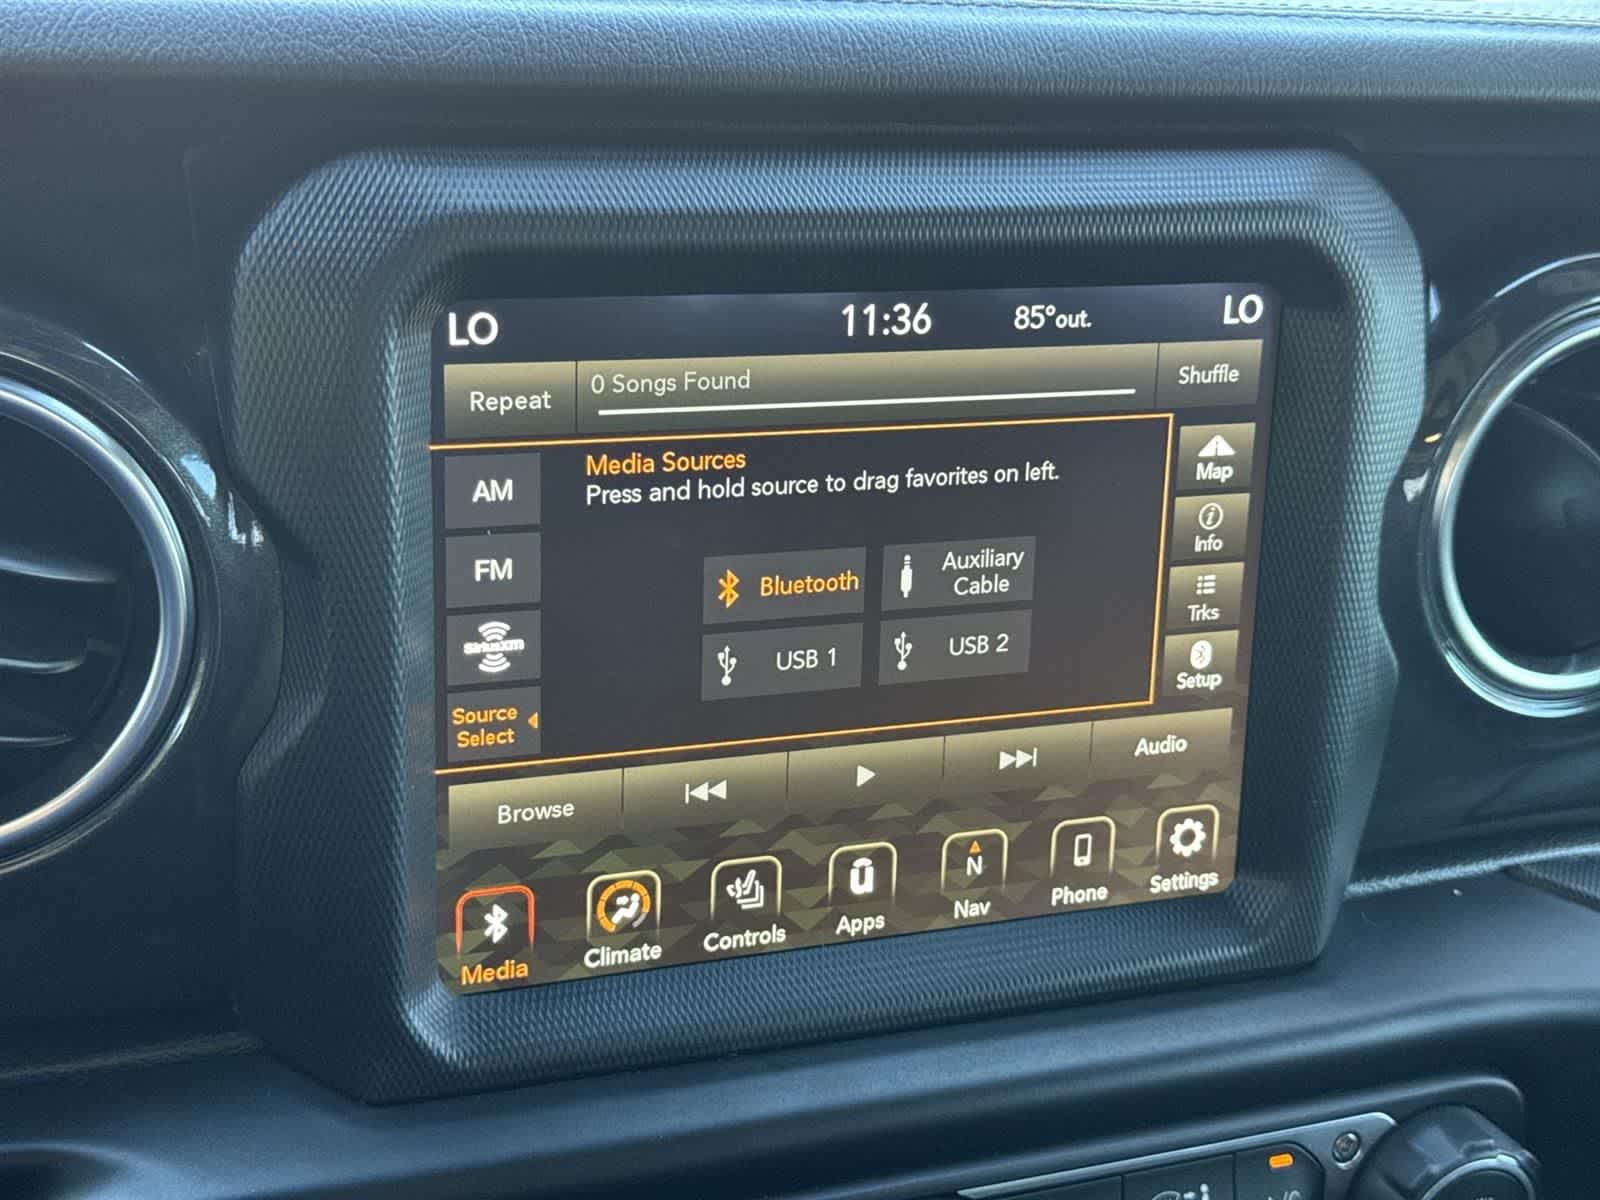 LO
11:36
85°out.
LO
Repeat
0 Songs Found
Shuffle
Media Sources
Press and hold source to drag favorites on left.
AM
FM
SiriusXM
Source
Select
Bluetooth
Auxiliary
Cable
USB 1
USB 2
Map
Info
Trks
Setup
Browse
Audio
Media
Climate
Controls
Apps
N
Nav
Phone
Settings